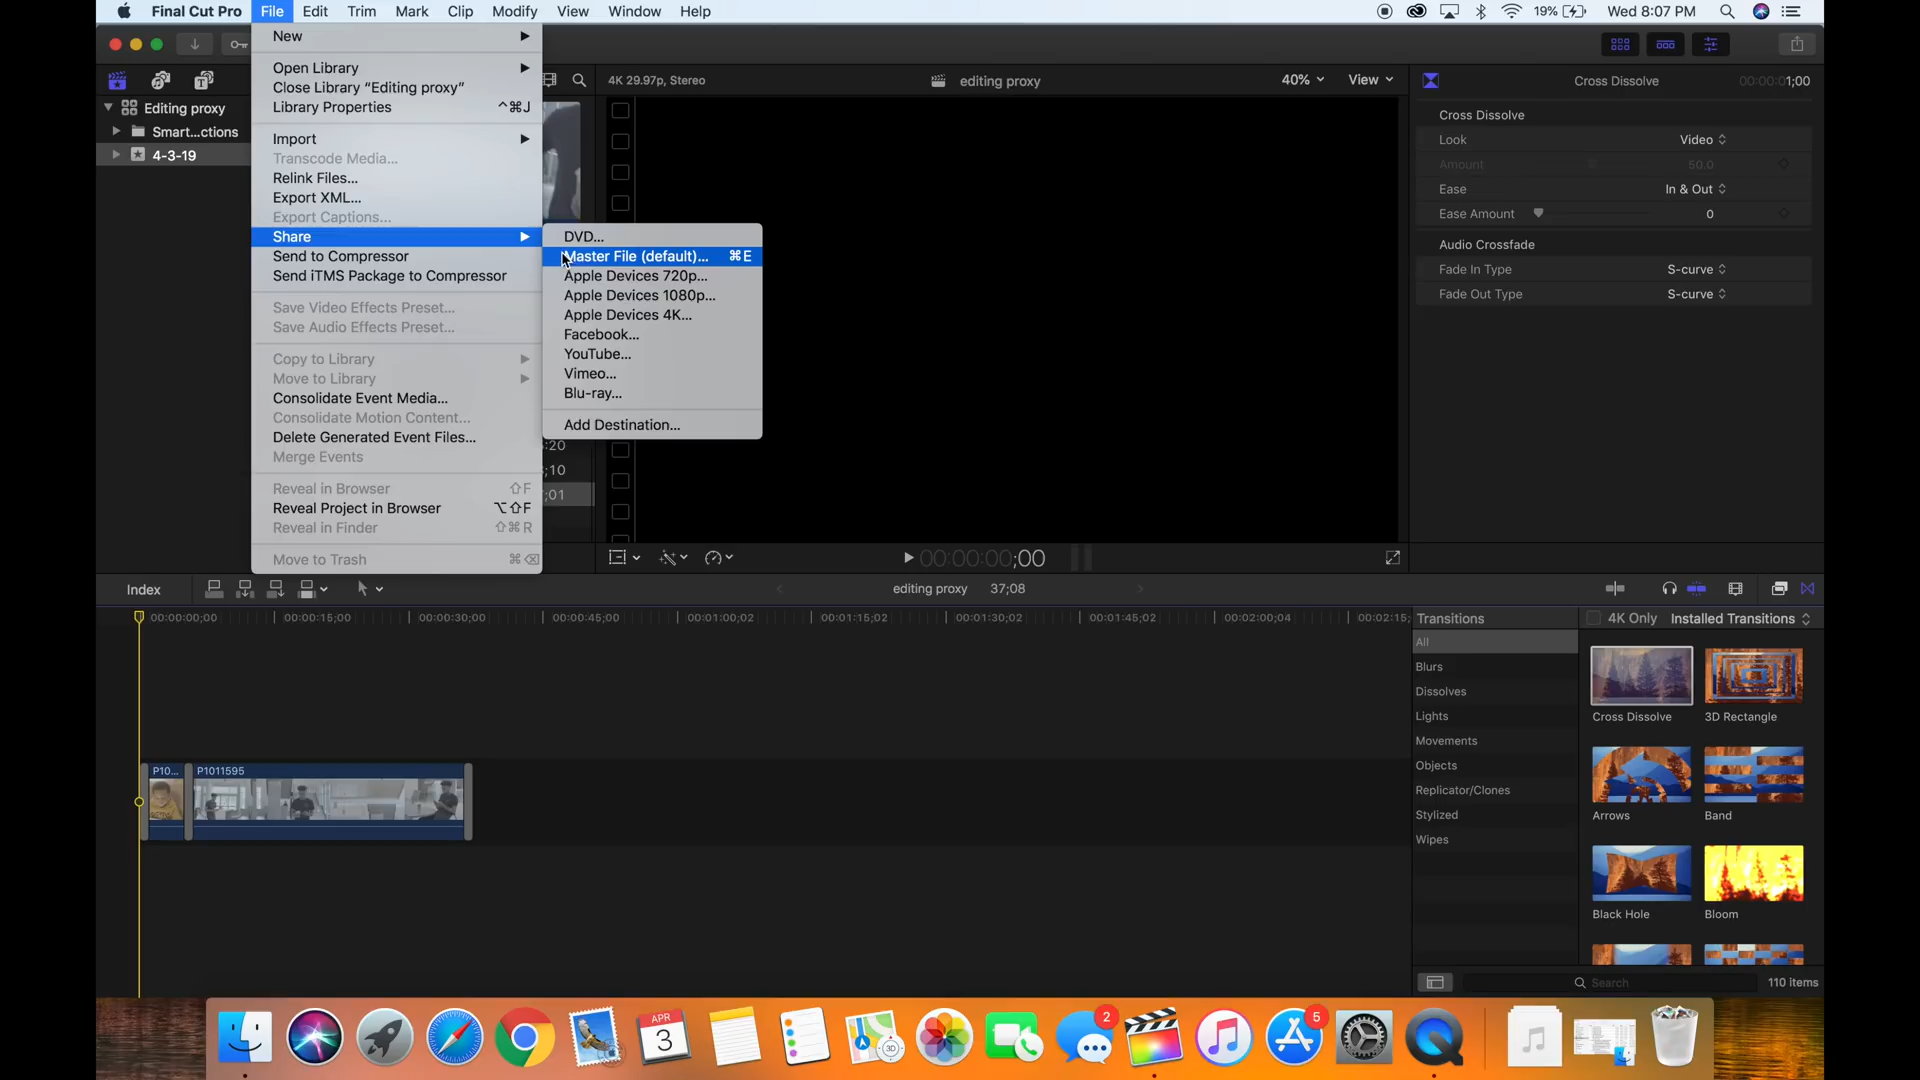 Final Cut Pro File Edit Trim Mark Clip Modify View Window Help
19% Wed 8:07 PM
New
Open Library
Close Library “Editing proxy”
Library Properties ^⌘J
Import
Transcode Media...
Relink Files...
Export XML...
Export Captions...
Share
Send to Compressor
Send iTMS Package to Compressor
Save Video Effects Preset...
Save Audio Effects Preset...
Copy to Library
Move to Library
Consolidate Event Media...
Consolidate Motion Content...
Delete Generated Event Files...
Merge Events
Reveal in Browser ⇧F
Reveal Project in Browser ⌥⇧F
Reveal in Finder ⇧⌘R
Move to Trash ⌘⌫
DVD...
Master File (default)... ⌘E
Apple Devices 720p...
Apple Devices 1080p...
Apple Devices 4K...
Facebook...
YouTube...
Vimeo...
Blu-ray...
Add Destination...
Editing proxy
Smart...ctions
4-3-19
:20
;10
;01
4K 29.97p, Stereo
editing proxy
40%
View
00:00:00;00
Cross Dissolve 00:00:01;00
Cross Dissolve
Look Video
Amount 50.0
Ease In & Out
Ease Amount 0
Audio Crossfade
Fade In Type S-curve
Fade Out Type S-curve
Index
editing proxy 37;08
00:00:00;00 00:00:15;00 00:00:30;00 00:00:45;00 00:01:00;02 00:01:15;02 00:01:30;02 00:01:45;02 00:02:00;04 00:02:15;
P10...
P1011595
Transitions
4K Only
Installed Transitions
All
Blurs
Dissolves
Lights
Movements
Objects
Replicator/Clones
Stylized
Wipes
Cross Dissolve
3D Rectangle
Arrows
Band
Black Hole
Bloom
Search
110 items
APR
3
3D
2
5